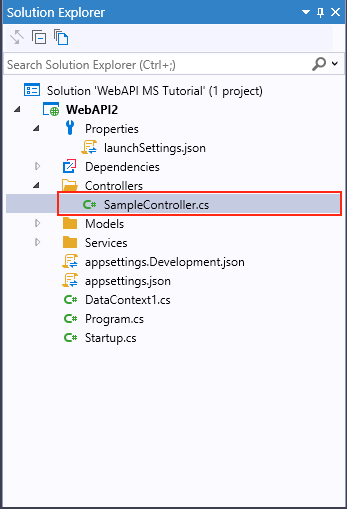 Solution Explorer
Search Solution Explorer (Ctrl+;)
Solution 'WebAPI MS Tutorial' (1 project)
WebAPI2
Properties
launchSettings.json
Dependencies
Controllers
C# SampleController.cs
Models
Services
appsettings.Development.json
appsettings.json
C# DataContext1.cs
C# Program.cs
C# Startup.cs